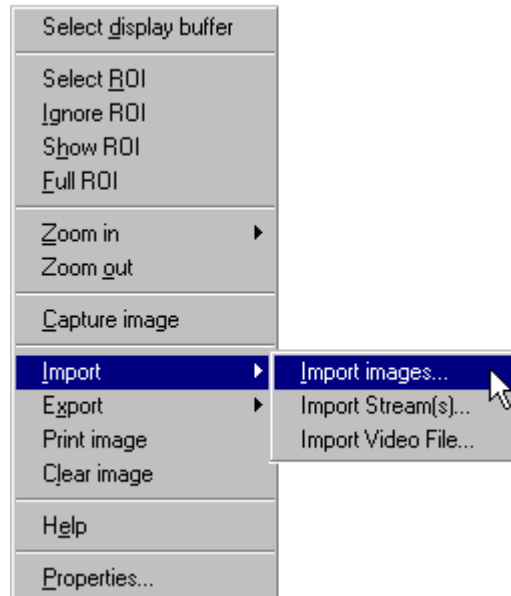 Select display buffer
Select ROI
Ignore ROI
Show ROI
Full ROI
Zoom in
Zoom out
Capture image
Import
Import images...
Export
Import Stream(s)...
Print image
Import Video File...
Clear image
Help
Properties...